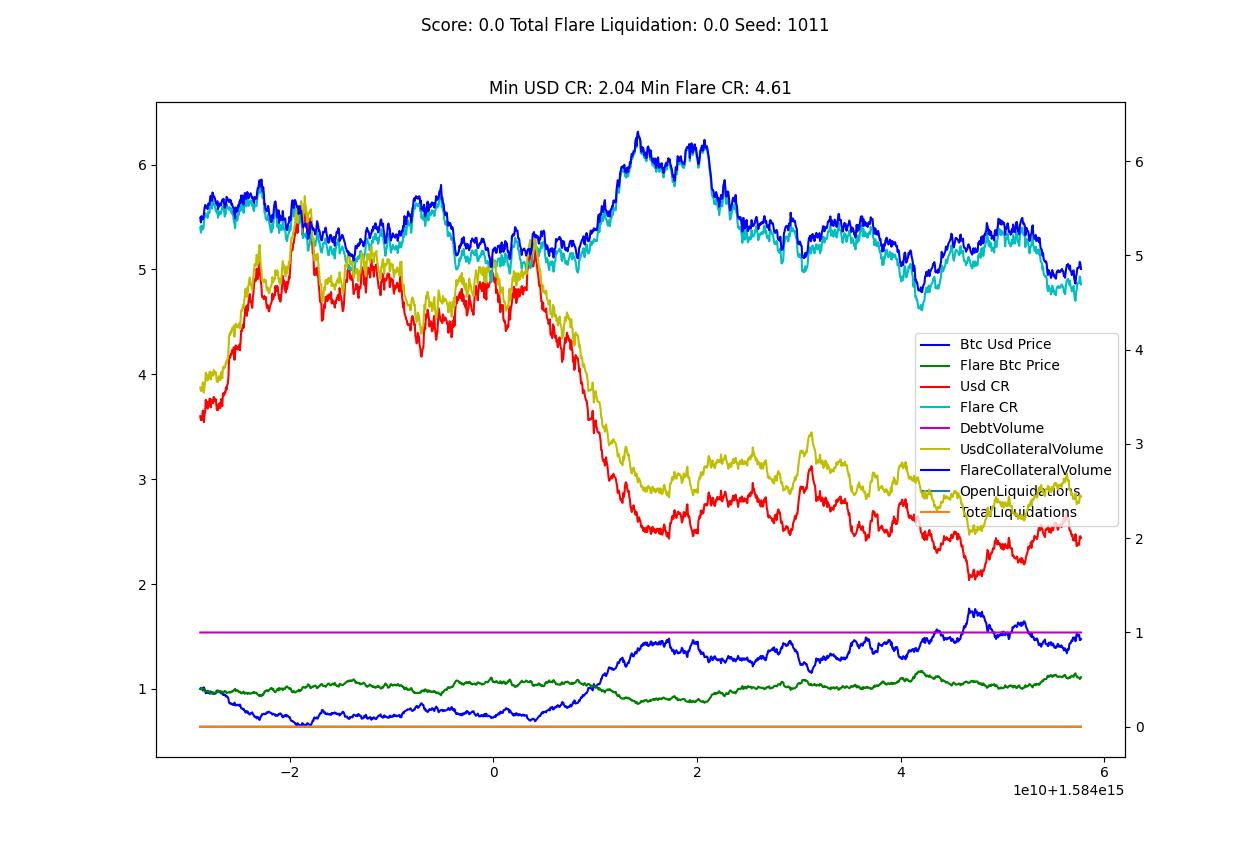 Score: 0.0 Total Flare Liquidation: 0.0 Seed: 1011
Min USD CR: 2.04 Min Flare CR: 4.61
6
5
4
3
2
1
6
5
4
3
2
1
0
Btc Usd Price
Flare Btc Price
Usd CR
Flare CR
DebtVolume
UsdCollateralVolume
FlareCollateralVolume
OpenLiquidations
TotalLiquidations
−2 0 2 4 6
1e10+1.584e15